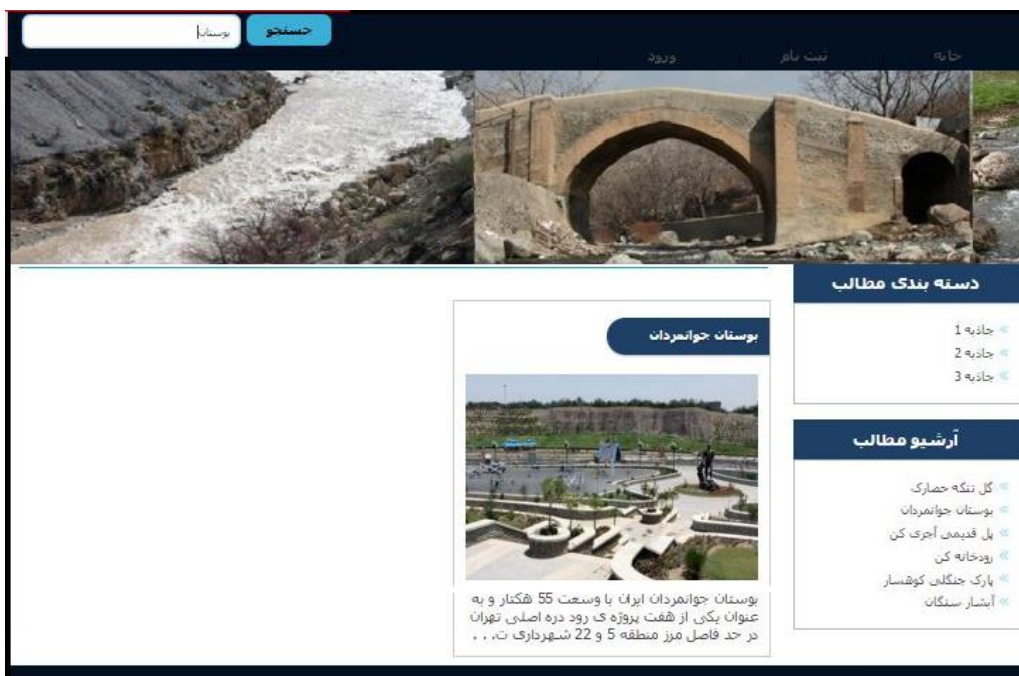 جستجو
بوستان
خانه
ثبت نام
ورود
دسته بندی مطالب
جاذبه 1
جاذبه 2
جاذبه 3
آرشیو مطالب
گل تنگه حصارک
بوستان جوانمردان
پل قدیمی آجری کن
رودخانه کن
پارک جنگلی کوهسار
آبشار سنگان
بوستان جوانمردان
بوستان جوانمردان ایران با وسعت 55 هکتار و به
عنوان یکی از هفت پروژه ی رود دره اصلی تهران
در حد فاصل مرز منطقه 5 و 22 شهرداری ت. . .